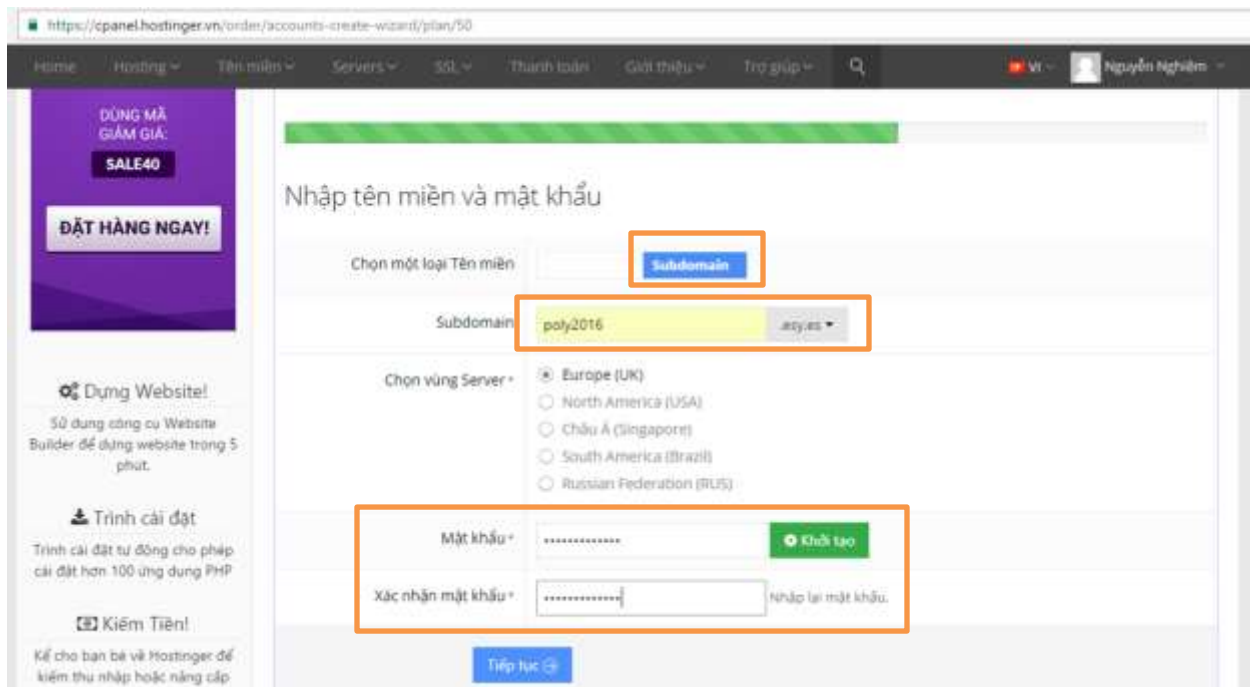 https://cpanel.hostinger.vn/order/accounts-create-wizard/plan/50
Home Hosting Tên miền Servers SSL Thanh toán Giới thiệu Trợ giúp VI Nguyễn Nghiêm
DÙNG MÃ
GIẢM GIÁ:
SALE40
ĐẶT HÀNG NGAY!
Dựng Website!
Sử dụng công cụ Website
Builder để dựng website trong 5
phút.
Trình cài đặt
Trình cài đặt tự động cho phép
cài đặt hơn 100 ứng dụng PHP
Kiếm Tiền!
Kể cho bạn bè về Hostinger để
kiếm thu nhập hoặc nâng cấp
Nhập tên miền và mật khẩu
Chọn một loại Tên miền Subdomain
Subdomain poly2016 .esy.es
Chọn vùng Server * Europe (UK)
North America (USA)
Châu Á (Singapore)
South America (Brazil)
Russian Federation (RUS)
Mật khẩu * ••••••••••••• Khởi tạo
Xác nhận mật khẩu * ••••••••••••• Nhập lại mật khẩu.
Tiếp tục